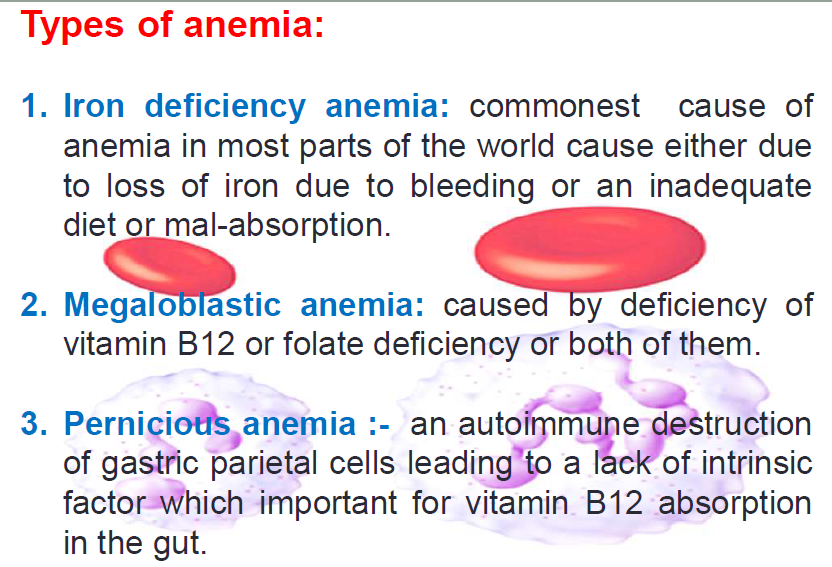 Types of anemia:
1. Iron deficiency anemia: commonest cause of
anemia in most parts of the world cause either due
to loss of iron due to bleeding or an inadequate
diet or mal-absorption.
2. Megaloblastic anemia: caused by deficiency of
vitamin B12 or folate deficiency or both of them.
3. Pernicious anemia :- an autoimmune destruction
of gastric parietal cells leading to a lack of intrinsic
factor which important for vitamin B12 absorption
in the gut.